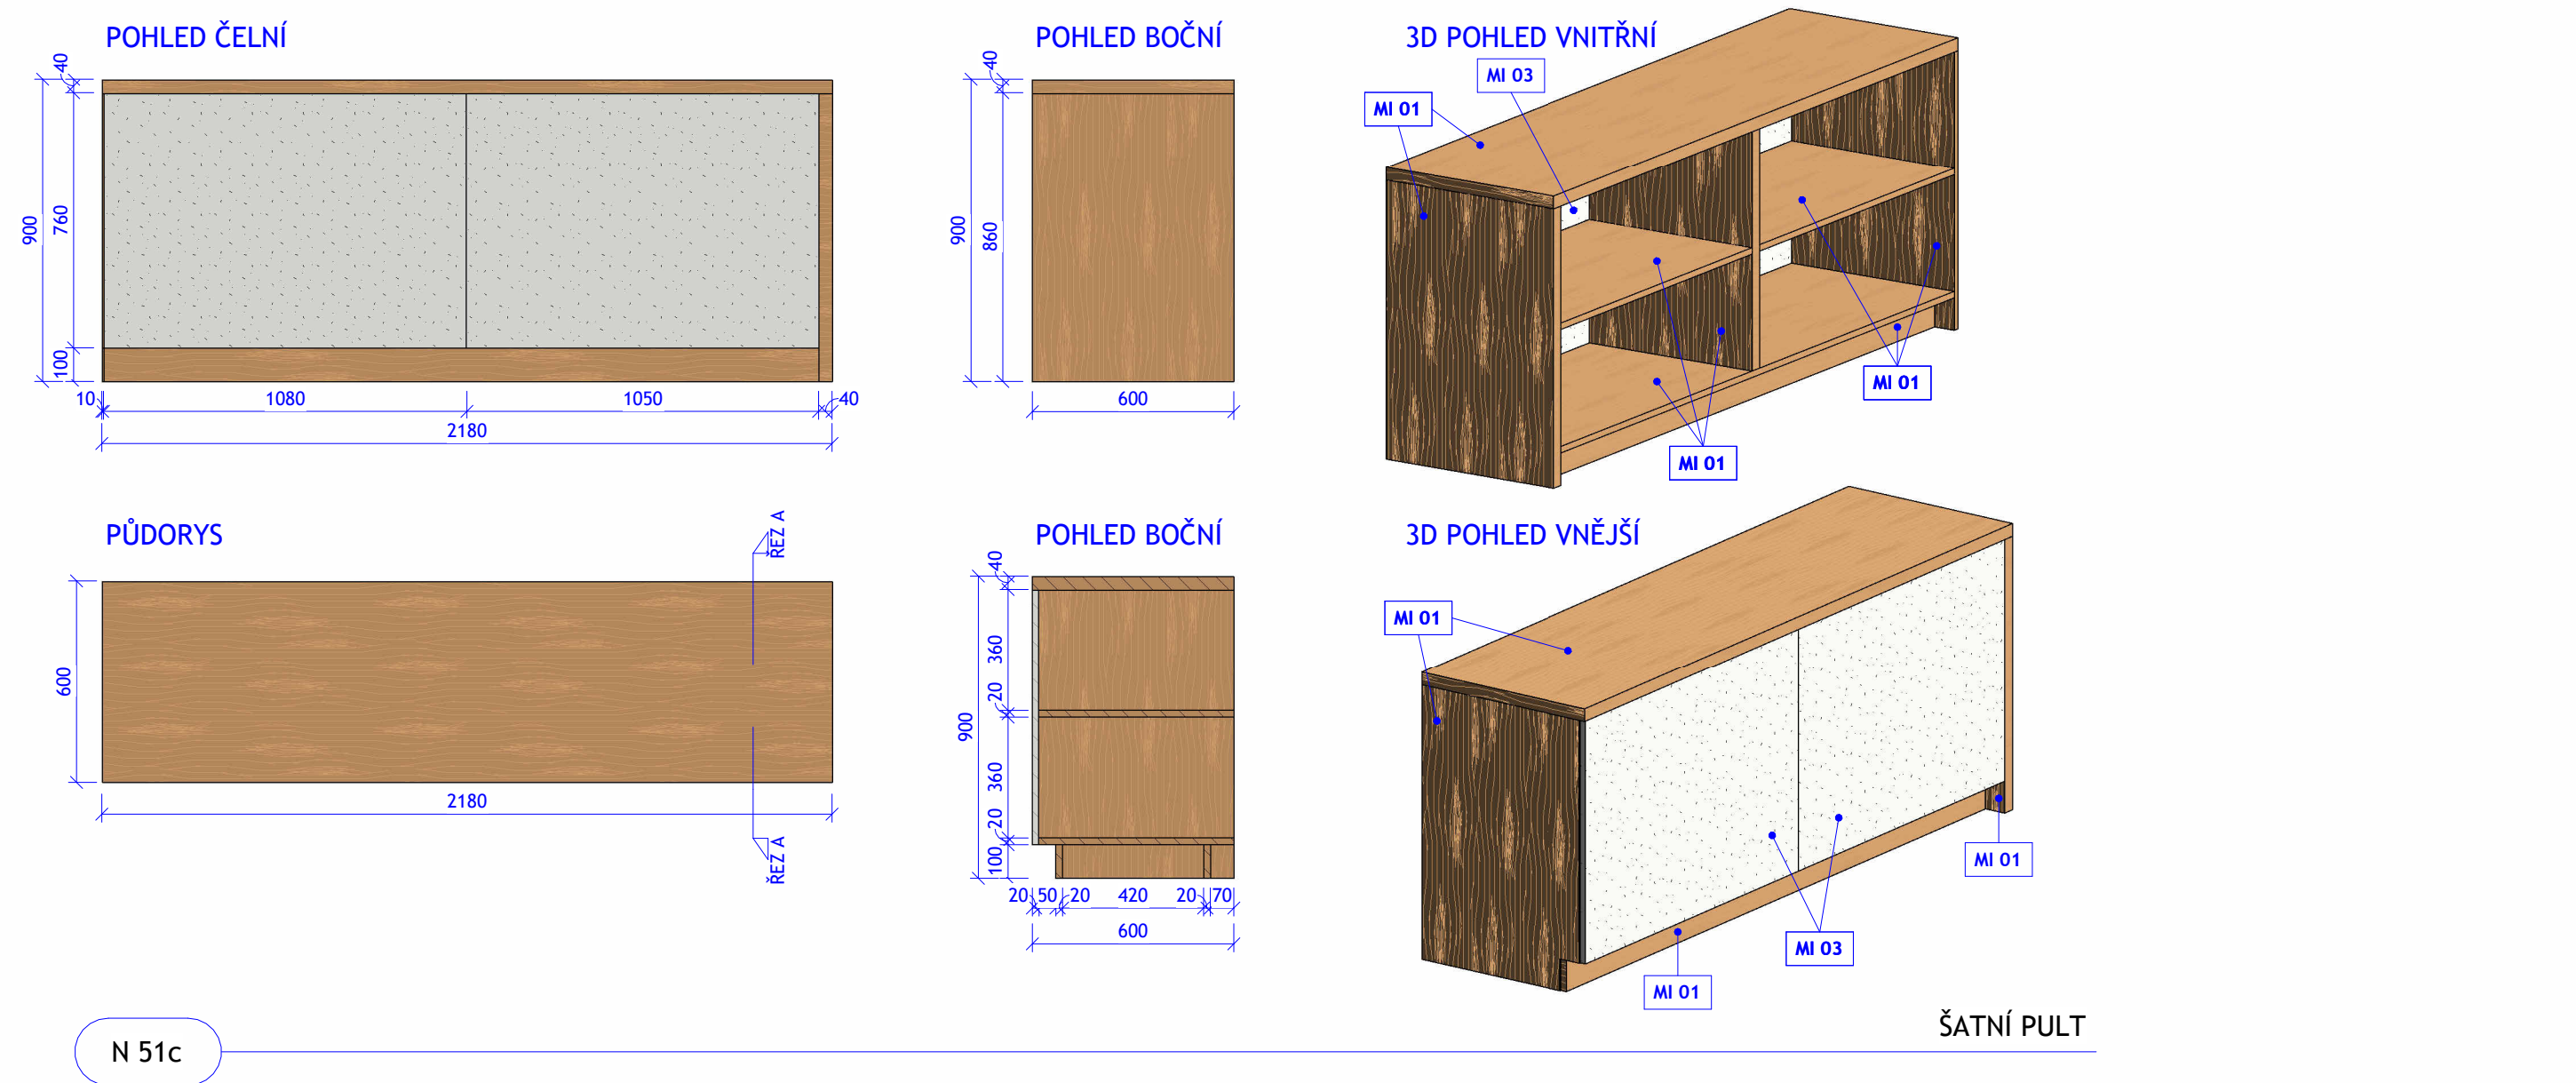 POHLED ČELNÍ
40
900
760
100
10
1080
1050
40
2180
POHLED BOČNÍ
40
900
860
600
3D POHLED VNITŘNÍ
MI 03
MI 01
MI 01
MI 01
PŮDORYS
ŘEZ A
600
2180
ŘEZ A
POHLED BOČNÍ
40
360
20
900
360
20
100
20
50
20
420
20
70
600
3D POHLED VNĚJŠÍ
MI 01
MI 01
MI 03
MI 01
N 51c
ŠATNÍ PULT